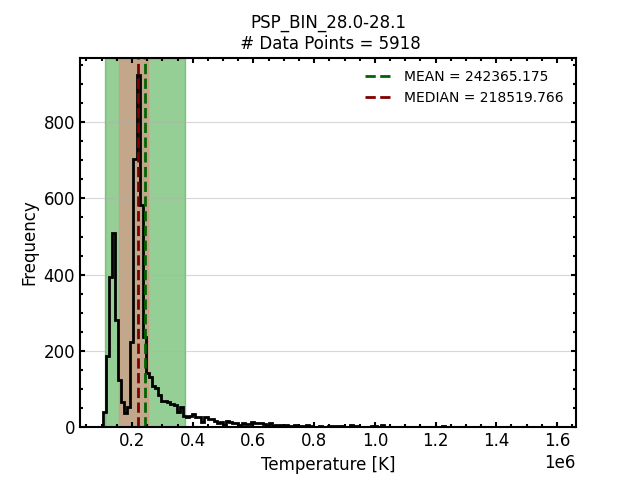 PSP_BIN_28.0-28.1
# Data Points = 5918
MEAN = 242365.175
MEDIAN = 218519.766
Frequency
800
600
400
200
0
0.2 0.4 0.6 0.8 1.0 1.2 1.4 1.6
1e6
Temperature [K]